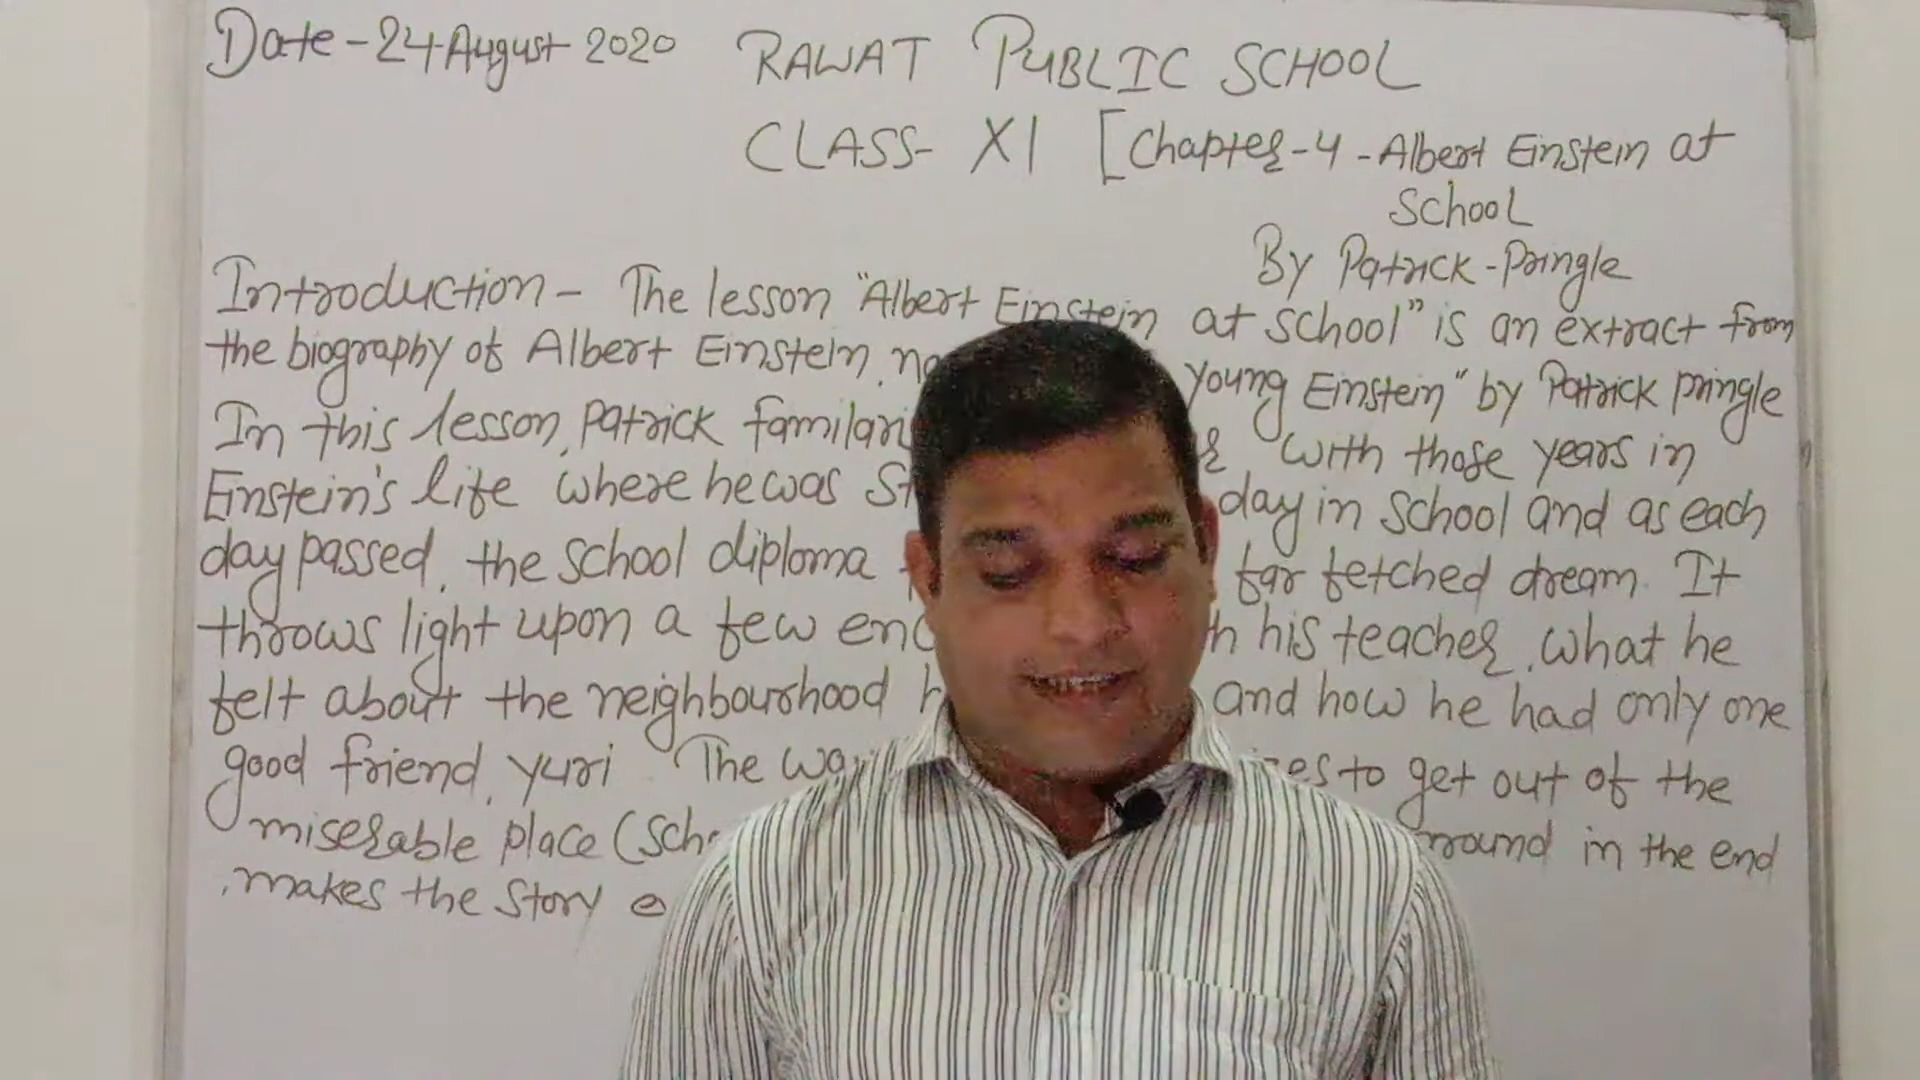 Date - 24 August 2020 RAWAT PUBLIC SCHOOL
CLASS- XI [Chapter-4 - Albert Einstein at
School
By Patrick-Pringle
Introduction - The lesson "Albert Einstein at school" is an extract from
the biography of Albert Einstein, young Einstein" by Patrick pringle
In this lesson, Patrick with those years in
Einstein's life where he was day in school and as each
day passed, the school diploma far fetched dream. It
throws light upon a few his teacher, what he
felt about the neighbourhood and how he had only one
good friend, yuri The to get out of the
miserable place in the end
, makes the story